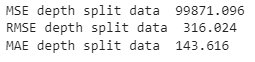 MSE depth split data  99871.096
RMSE depth split data  316.024
MAE depth split data  143.616